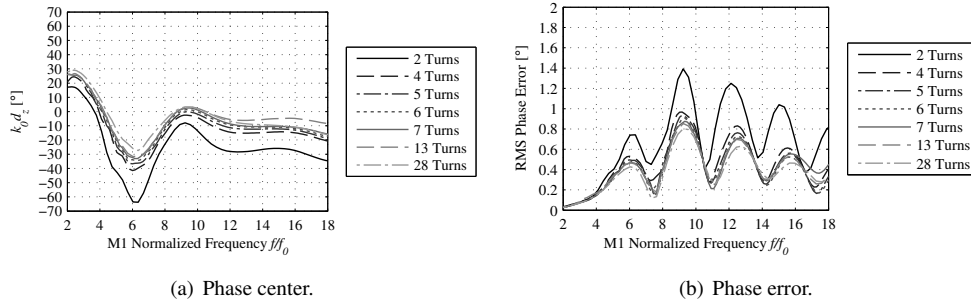 70
60
50
40
30
20
10
0
−10
−20
−30
−40
−50
−60
−70
k₀d_z [°]
2 4 6 8 10 12 14 16 18
M1 Normalized Frequency f/f₀
2 Turns
4 Turns
5 Turns
6 Turns
7 Turns
13 Turns
28 Turns
(a) Phase center.
2
1.8
1.6
1.4
1.2
1
0.8
0.6
0.4
0.2
0
RMS Phase Error [°]
2 4 6 8 10 12 14 16 18
M1 Normalized Frequency f/f₀
2 Turns
4 Turns
5 Turns
6 Turns
7 Turns
13 Turns
28 Turns
(b) Phase error.